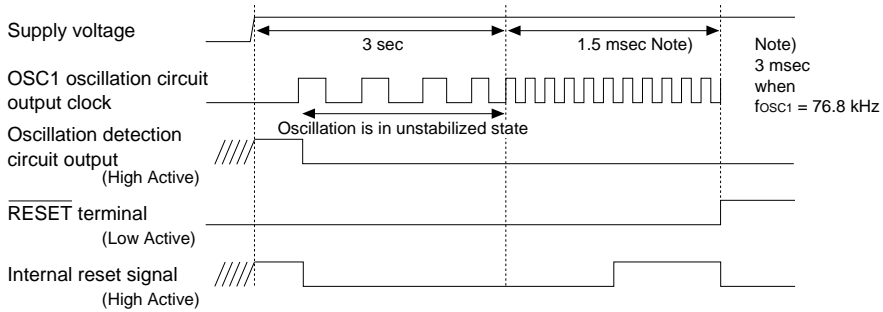 Supply voltage
3 sec
1.5 msec Note)
Note)
3 msec
when
fOSC1 = 76.8 kHz
OSC1 oscillation circuit
output clock
Oscillation is in unstabilized state
Oscillation detection
circuit output
(High Active)
RESET terminal
(Low Active)
Internal reset signal
(High Active)